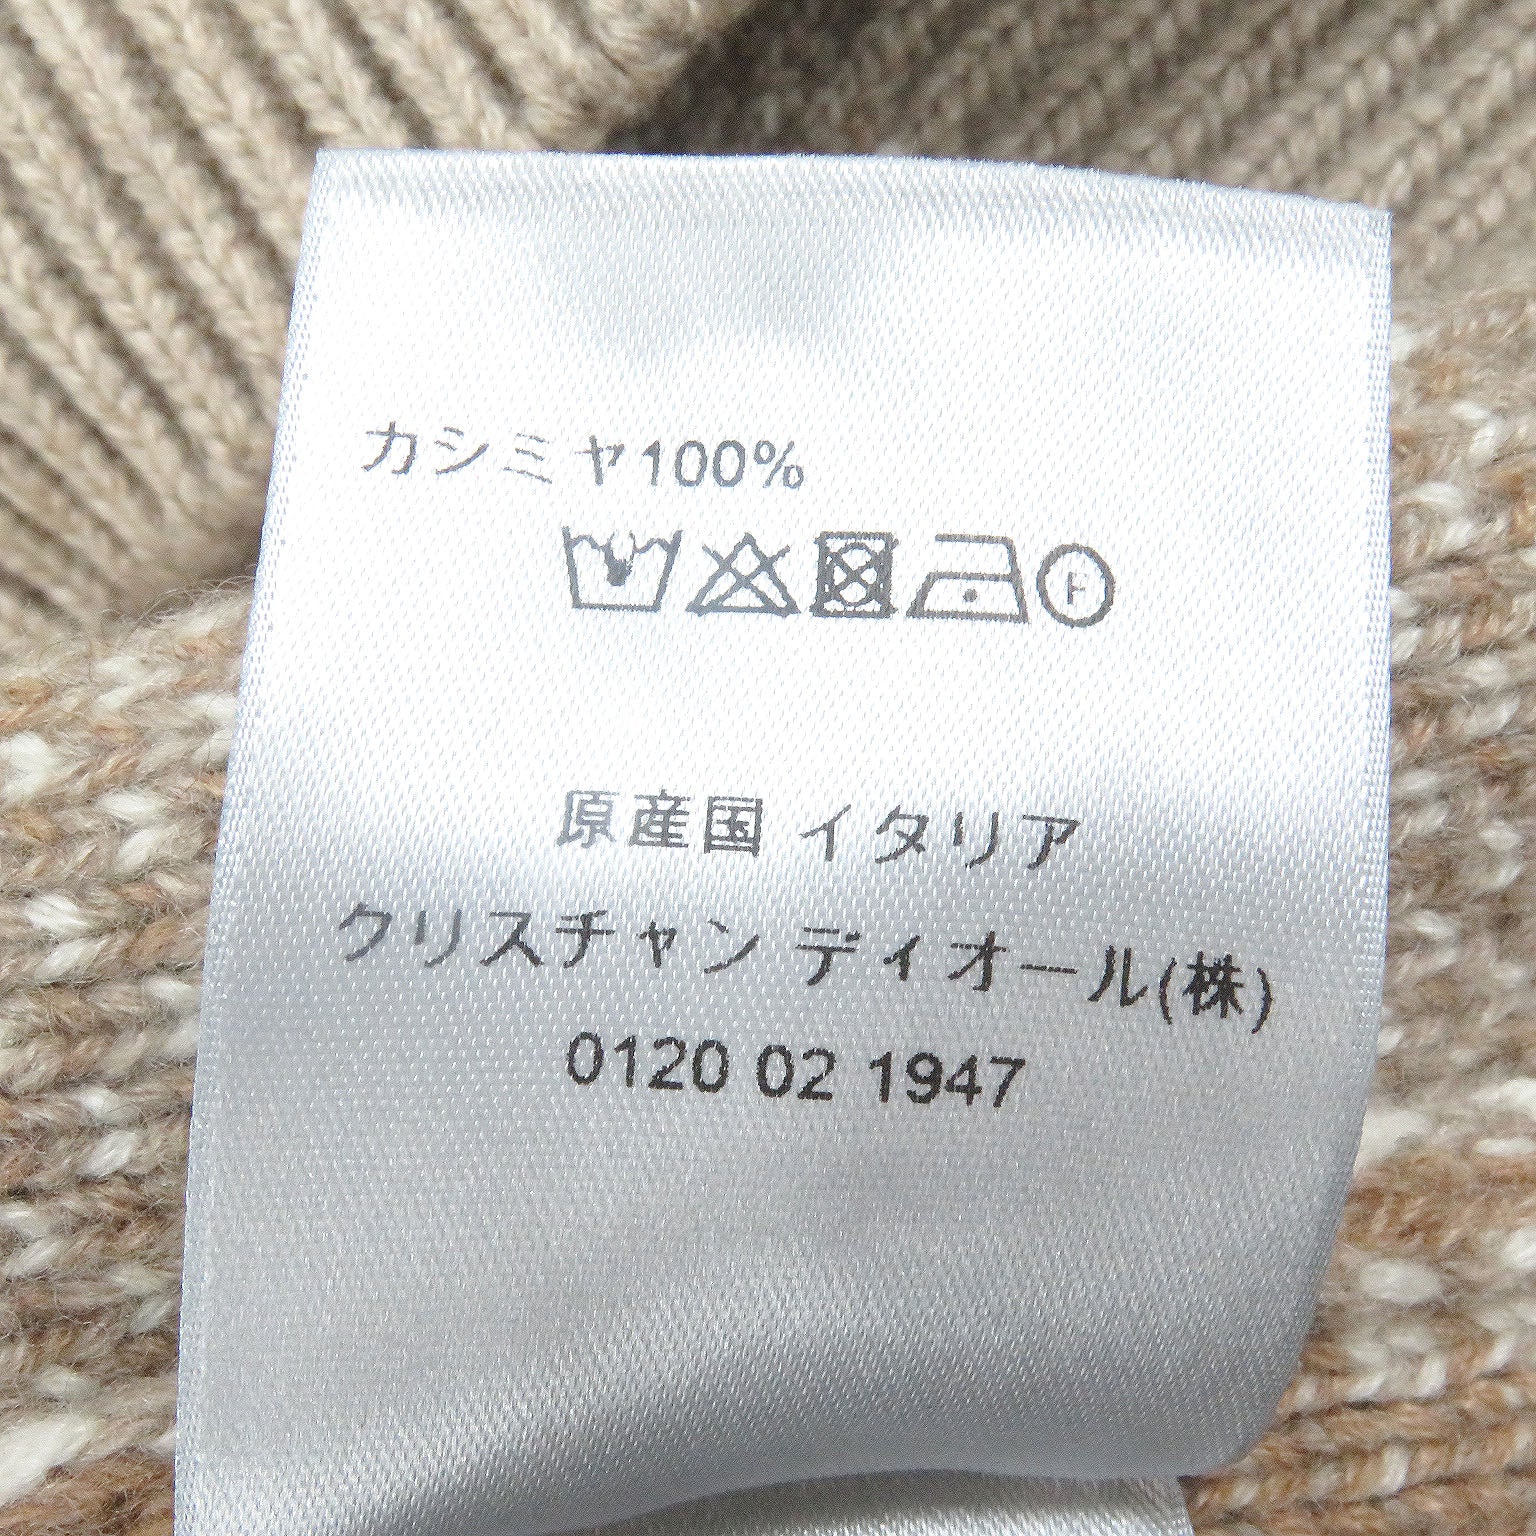 カシミヤ100%
F
原産国 イタリア
クリスチャン ディオール(株)
0120 02 1947